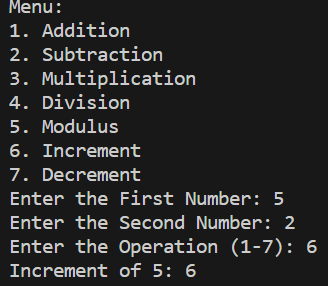 Menu:
1. Addition
2. Subtraction
3. Multiplication
4. Division
5. Modulus
6. Increment
7. Decrement
Enter the First Number: 5
Enter the Second Number: 2
Enter the Operation (1-7): 6
Increment of 5: 6